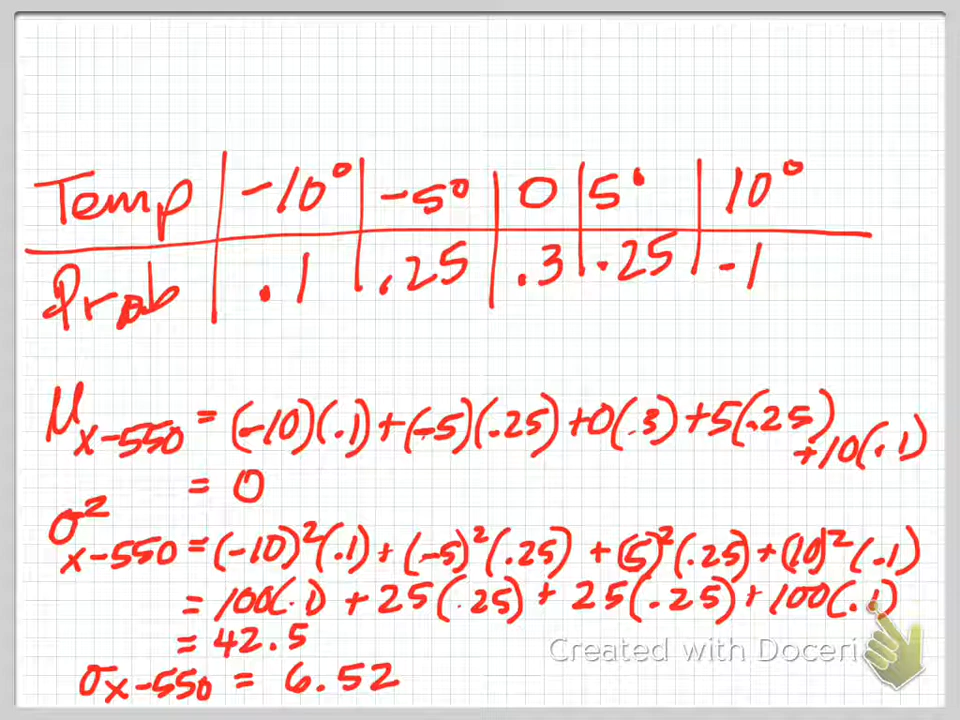 Temp -10° -5° 0 5° 10°
Prob .1 .25 .3 .25 .1
μx-550 = (-10)(.1)+(-5)(.25)+0(.3)+5(.25)
+10(.1)
= 0
σ²x-550 = (-10)²(.1)+(-5)²(.25)+(5)²(.25)+(10)²(.1)
= 100(.1)+25(.25)+25(.25)+100(.1)
= 42.5
σx-550 = 6.52
Created with Doceri